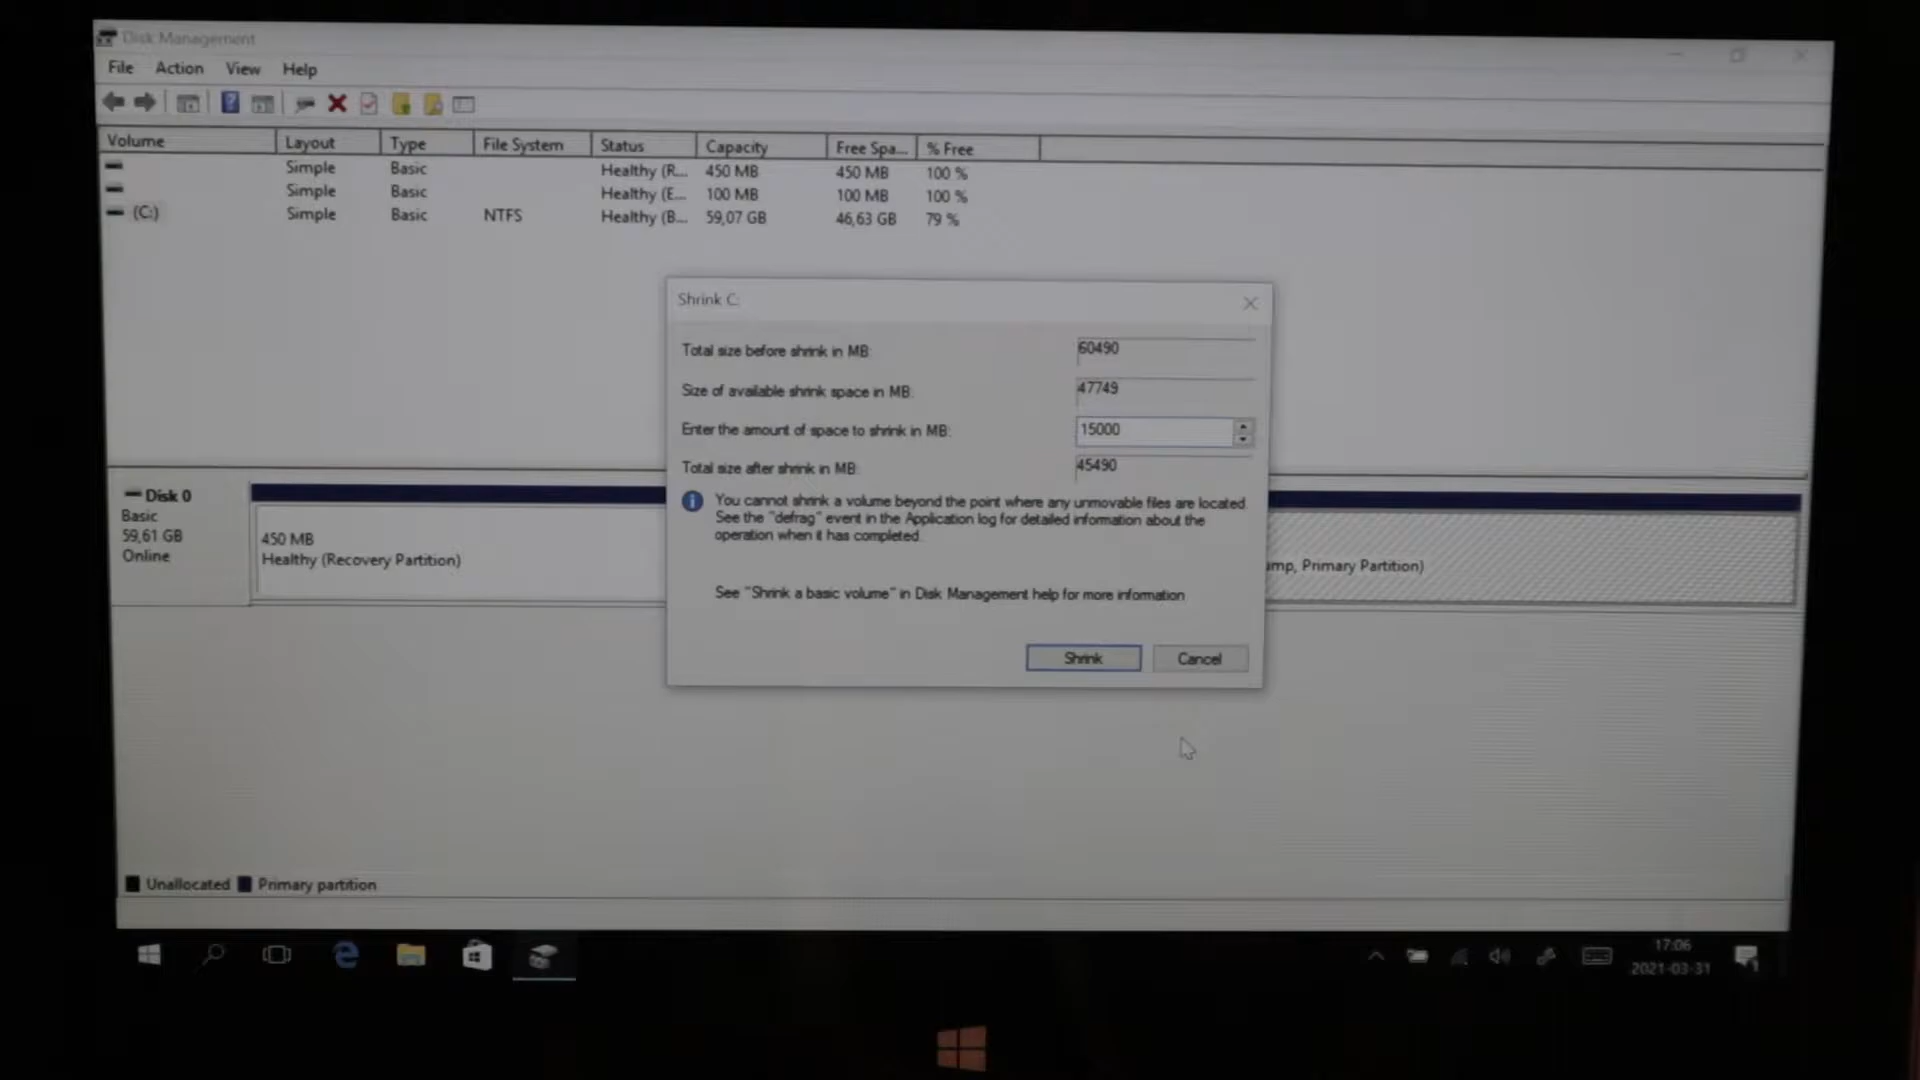 Disk Management
File Action View Help
Volume Layout Type File System Status Capacity Free Spa... % Free
Simple Basic Healthy (R... 450 MB 450 MB 100 %
Simple Basic Healthy (E... 100 MB 100 MB 100 %
(C:) Simple Basic NTFS Healthy (B... 59,07 GB 46,63 GB 79 %
Shrink C:
Total size before shrink in MB: 60490
Size of available shrink space in MB: 47749
Enter the amount of space to shrink in MB: 15000
Total size after shrink in MB: 45490
You cannot shrink a volume beyond the point where any unmovable files are located.
See the "defrag" event in the Application log for detailed information about the
operation when it has completed.
See "Shrink a basic volume" in Disk Management help for more information
Shrink Cancel
Disk 0
Basic
59,61 GB
Online
450 MB
Healthy (Recovery Partition)
ump, Primary Partition)
Unallocated Primary partition
17:06
2021-03-31